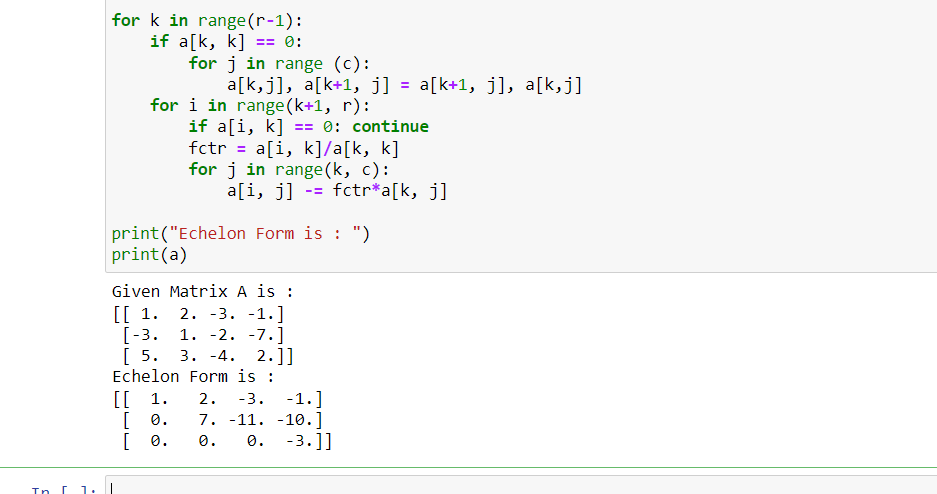 for k in range(r-1):
    if a[k, k] == 0:
        for j in range (c):
            a[k,j], a[k+1, j] = a[k+1, j], a[k,j]
    for i in range(k+1, r):
        if a[i, k] == 0: continue
        fctr = a[i, k]/a[k, k]
        for j in range(k, c):
            a[i, j] -= fctr*a[k, j]
print("Echelon Form is : ")
print(a)
Given Matrix A is :
[[ 1.  2. -3. -1.]
 [-3.  1. -2. -7.]
 [ 5.  3. -4.  2.]]
Echelon Form is :
[[  1.   2.  -3.  -1.]
 [  0.   7. -11. -10.]
 [  0.   0.   0.  -3.]]
In [ ]: